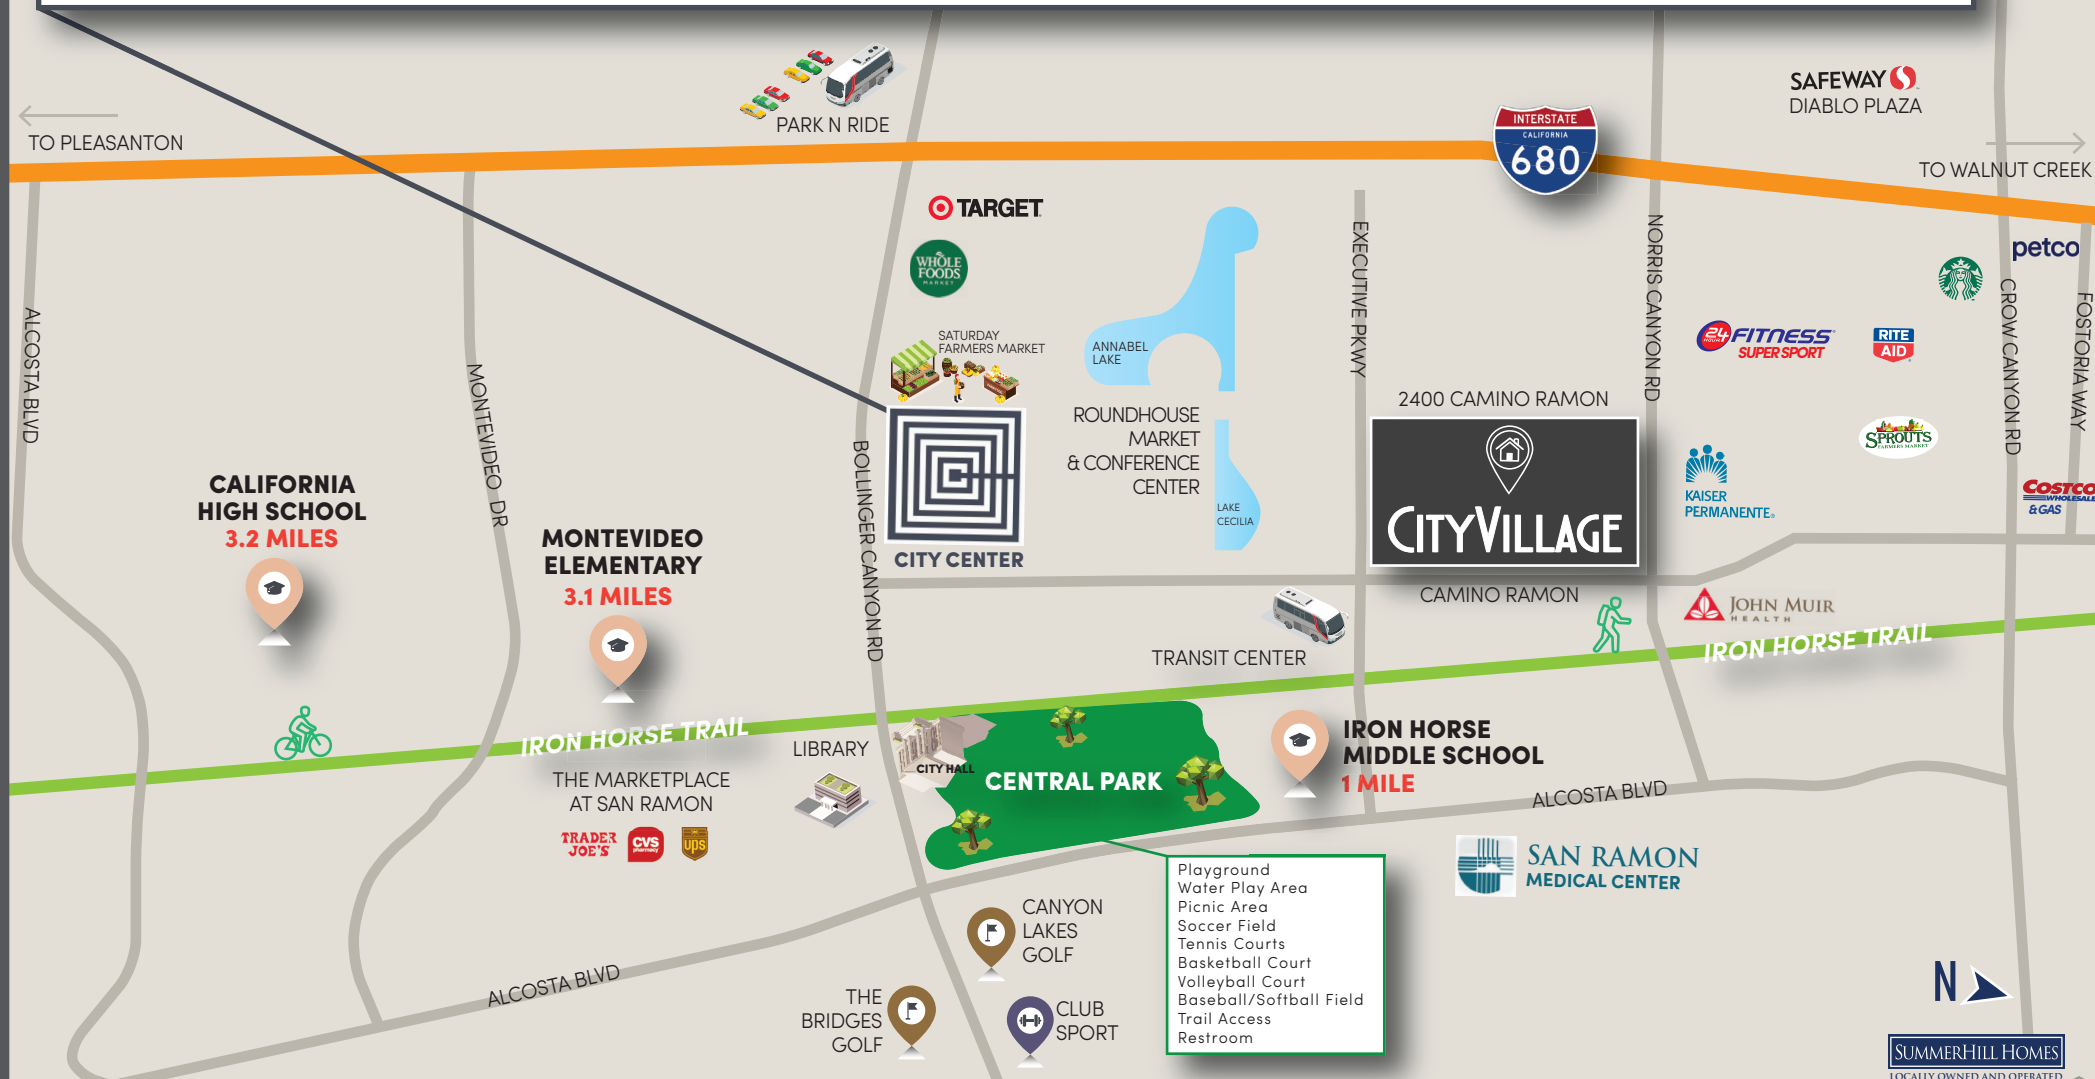 PARK N RIDE
TO PLEASANTON
INTERSTATE
CALIFORNIA
680
SAFEWAY
DIABLO PLAZA
TO WALNUT CREEK
TARGET
WHOLE
FOODS
MARKET
SATURDAY
FARMERS MARKET
ANNABEL
LAKE
ROUNDHOUSE
MARKET
& CONFERENCE
CENTER
LAKE
CECILIA
EXECUTIVE PKWY
NORRIS CANYON RD
petco
CROW CANYON RD
FOSTORIA WAY
24
HOUR
FITNESS
SUPER SPORT
RITE
AID
SPROUTS
FARMERS MARKET
COSTCO
WHOLESALE
& GAS
KAISER
PERMANENTE®
2400 CAMINO RAMON
CITYVILLAGE
CAMINO RAMON
ALCOSTA BLVD
MONTEVIDEO DR
BOLLINGER CANYON RD
CITY CENTER
CALIFORNIA
HIGH SCHOOL
3.2 MILES
MONTEVIDEO
ELEMENTARY
3.1 MILES
TRANSIT CENTER
JOHN MUIR
HEALTH
IRON HORSE TRAIL
IRON HORSE TRAIL
THE MARKETPLACE
AT SAN RAMON
TRADER
JOE'S
CVS
pharmacy
ups
LIBRARY
CITY HALL
CENTRAL PARK
IRON HORSE
MIDDLE SCHOOL
1 MILE
ALCOSTA BLVD
SAN RAMON
MEDICAL CENTER
Playground
Water Play Area
Picnic Area
Soccer Field
Tennis Courts
Basketball Court
Volleyball Court
Baseball/Softball Field
Trail Access
Restroom
ALCOSTA BLVD
CANYON
LAKES
GOLF
THE
BRIDGES
GOLF
CLUB
SPORT
N
SUMMERHILL HOMES
LOCALLY OWNED AND OPERATED